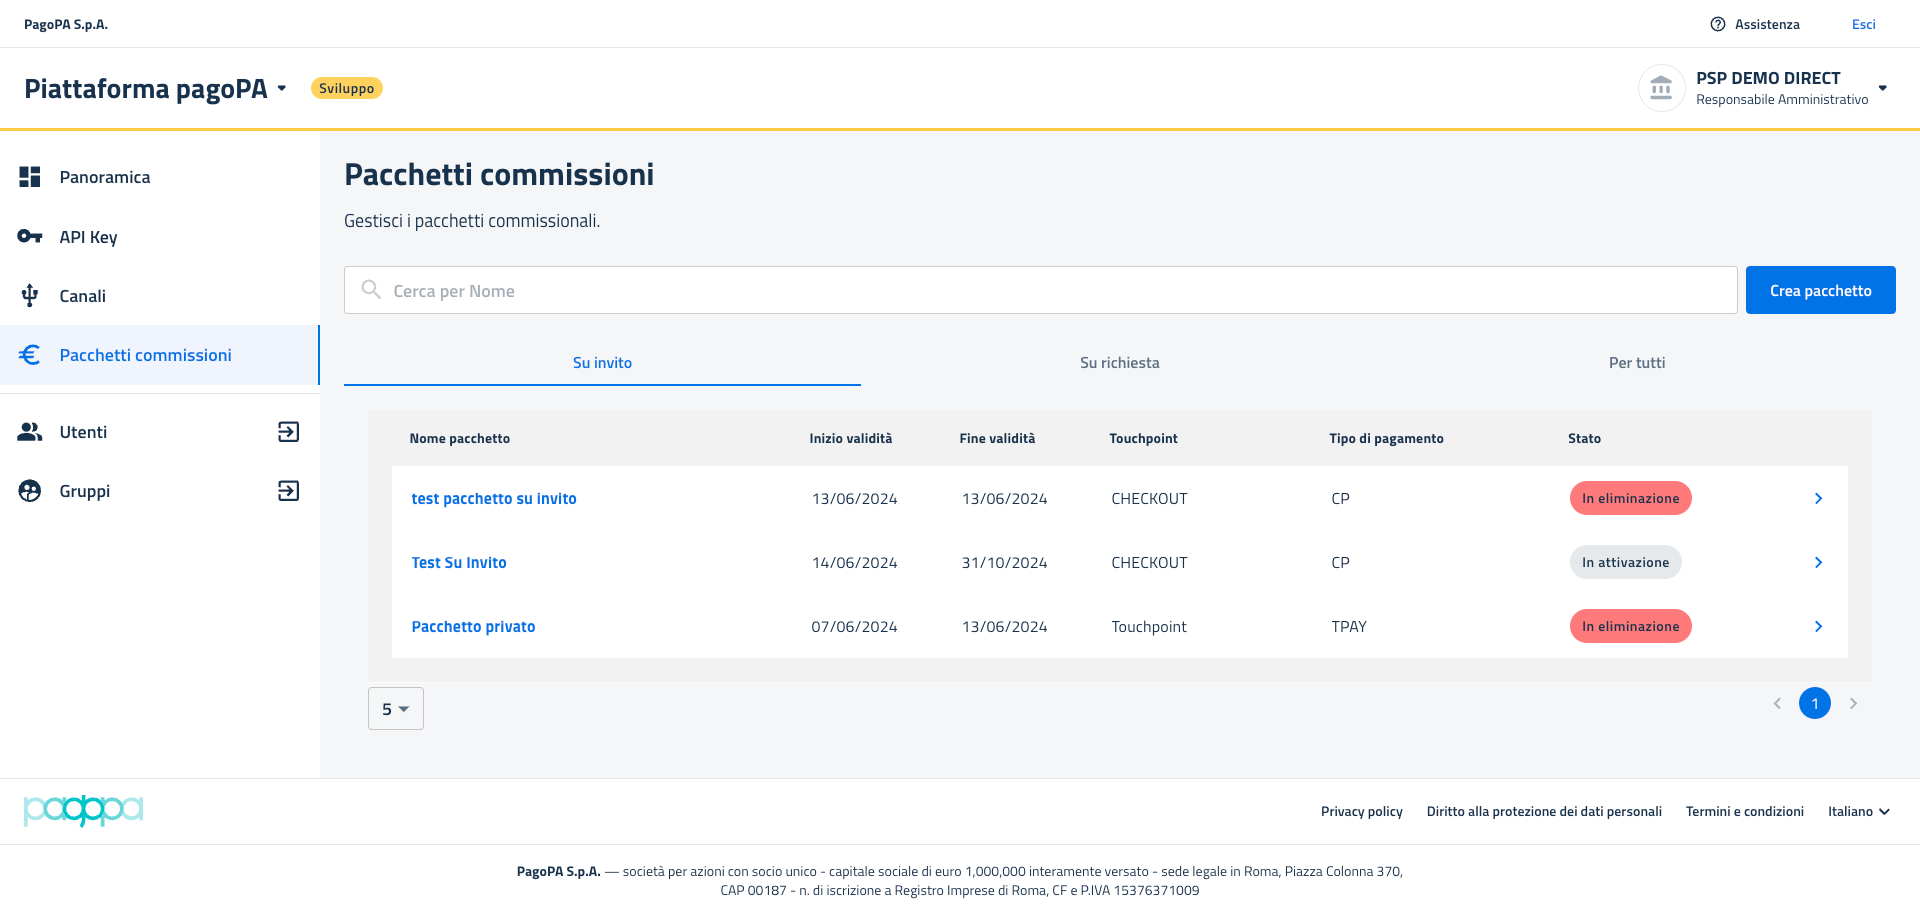 PagoPA S.p.A.
Assistenza
Esci
Piattaforma pagoPA
Sviluppo
PSP DEMO DIRECT
Responsabile Amministrativo
Panoramica
API Key
Canali
Pacchetti commissioni
Utenti
Gruppi
Pacchetti commissioni
Gestisci i pacchetti commissionali.
Cerca per Nome
Crea pacchetto
Su invito
Su richiesta
Per tutti
Nome pacchetto Inizio validità Fine validità Touchpoint Tipo di pagamento Stato
test pacchetto su invito 13/06/2024 13/06/2024 CHECKOUT CP In eliminazione
Test Su Invito 14/06/2024 31/10/2024 CHECKOUT CP In attivazione
Pacchetto privato 07/06/2024 13/06/2024 Touchpoint TPAY In eliminazione
5
1
pagopa
Privacy policy
Diritto alla protezione dei dati personali
Termini e condizioni
Italiano
PagoPA S.p.A. — società per azioni con socio unico - capitale sociale di euro 1,000,000 interamente versato - sede legale in Roma, Piazza Colonna 370,
CAP 00187 - n. di iscrizione a Registro Imprese di Roma, CF e P.IVA 15376371009